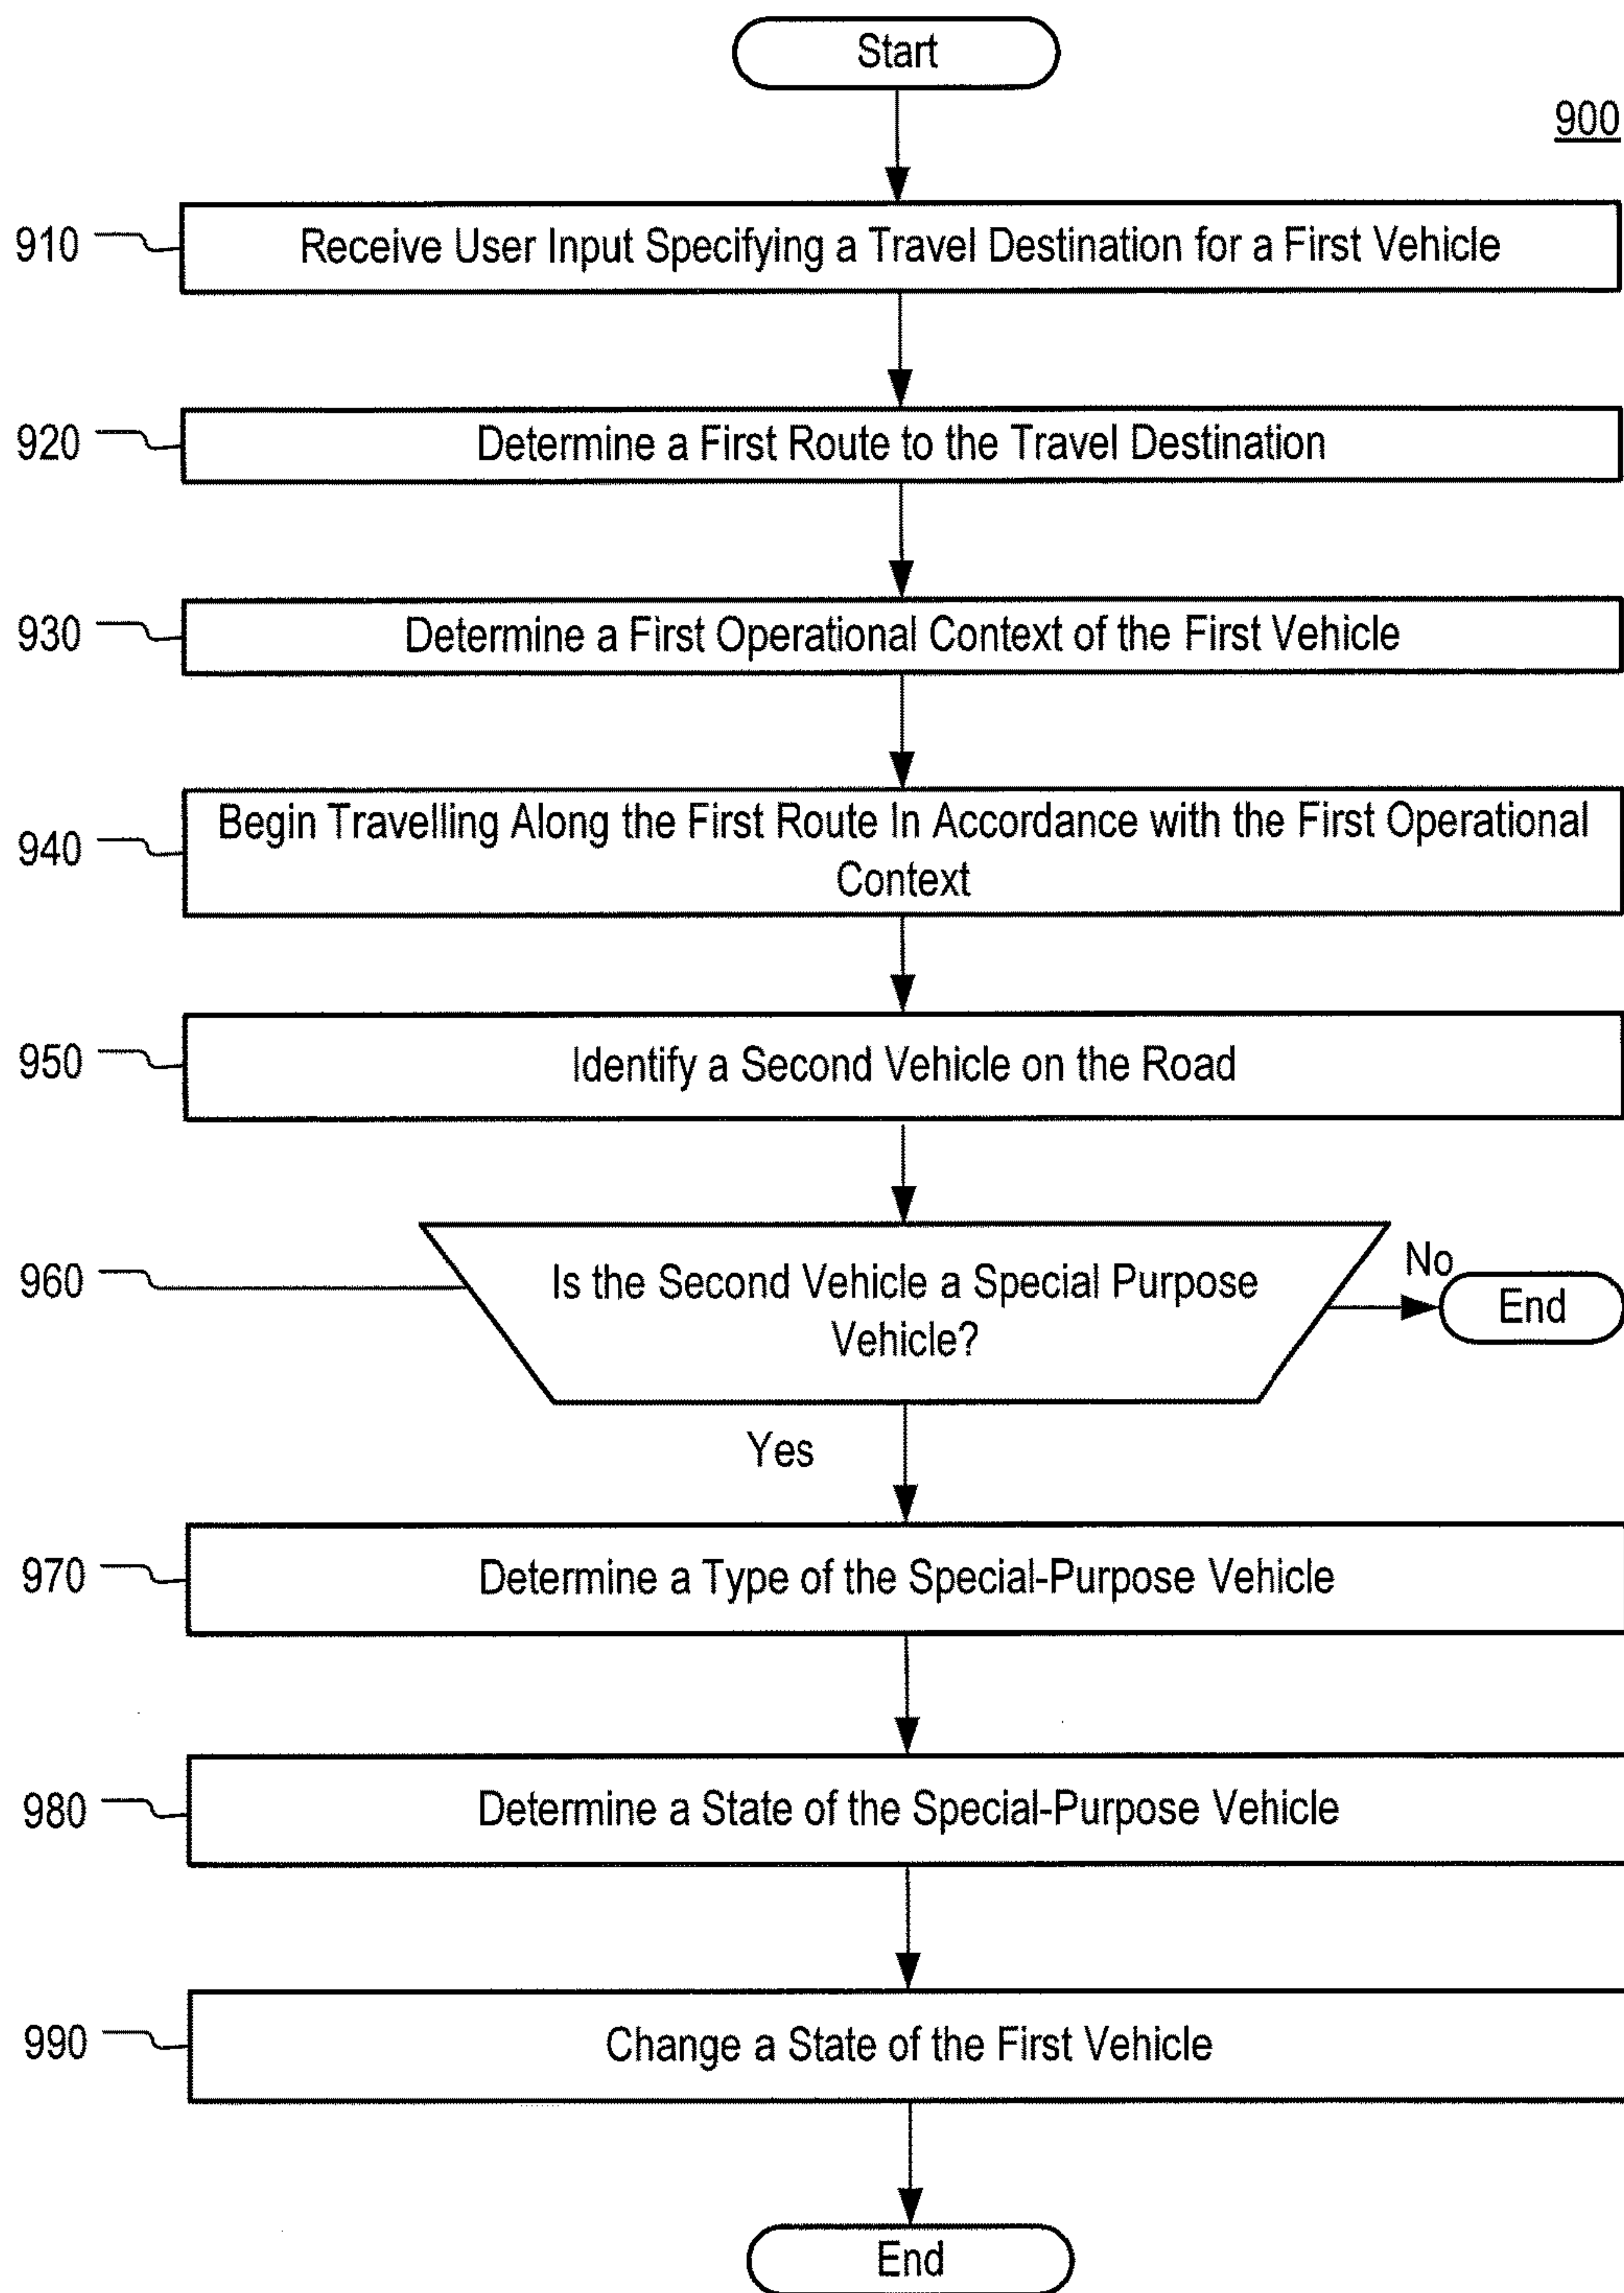 Start
900
910
Receive User Input Specifying a Travel Destination for a First Vehicle
920
Determine a First Route to the Travel Destination
930
Determine a First Operational Context of the First Vehicle
940
Begin Travelling Along the First Route In Accordance with the First Operational
Context
950
Identify a Second Vehicle on the Road
960
Is the Second Vehicle a Special Purpose
Vehicle?
No
End
Yes
970
Determine a Type of the Special-Purpose Vehicle
980
Determine a State of the Special-Purpose Vehicle
990
Change a State of the First Vehicle
End